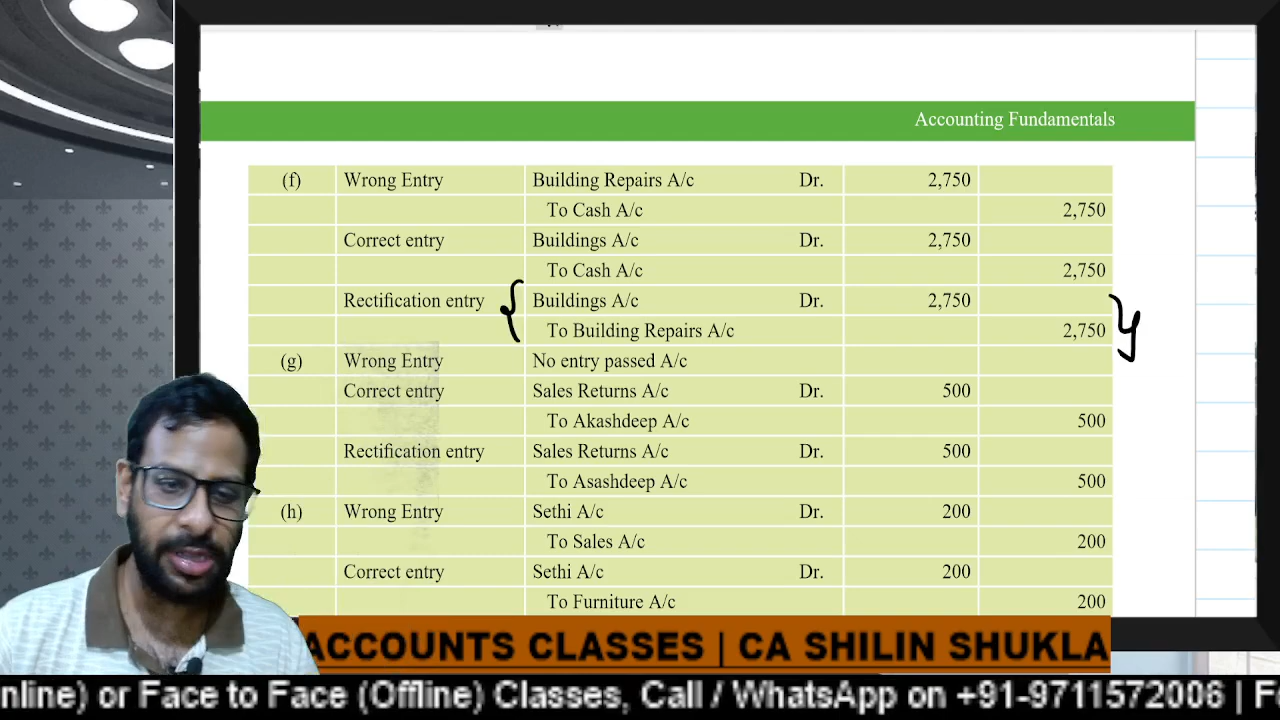 Accounting Fundamentals
(f) Wrong Entry Building Repairs A/c Dr. 2,750
To Cash A/c 2,750
Correct entry Buildings A/c Dr. 2,750
To Cash A/c 2,750
Rectification entry Buildings A/c Dr. 2,750
To Building Repairs A/c 2,750
(g) Wrong Entry No entry passed A/c
Correct entry Sales Returns A/c Dr. 500
To Akashdeep A/c 500
Rectification entry Sales Returns A/c Dr. 500
To Asashdeep A/c 500
(h) Wrong Entry Sethi A/c Dr. 200
To Sales A/c 200
Correct entry Sethi A/c Dr. 200
To Furniture A/c 200
ACCOUNTS CLASSES | CA SHILIN SHUKLA
nline) or Face to Face (Offline) Classes, Call / WhatsApp on +91-9711572006 | F